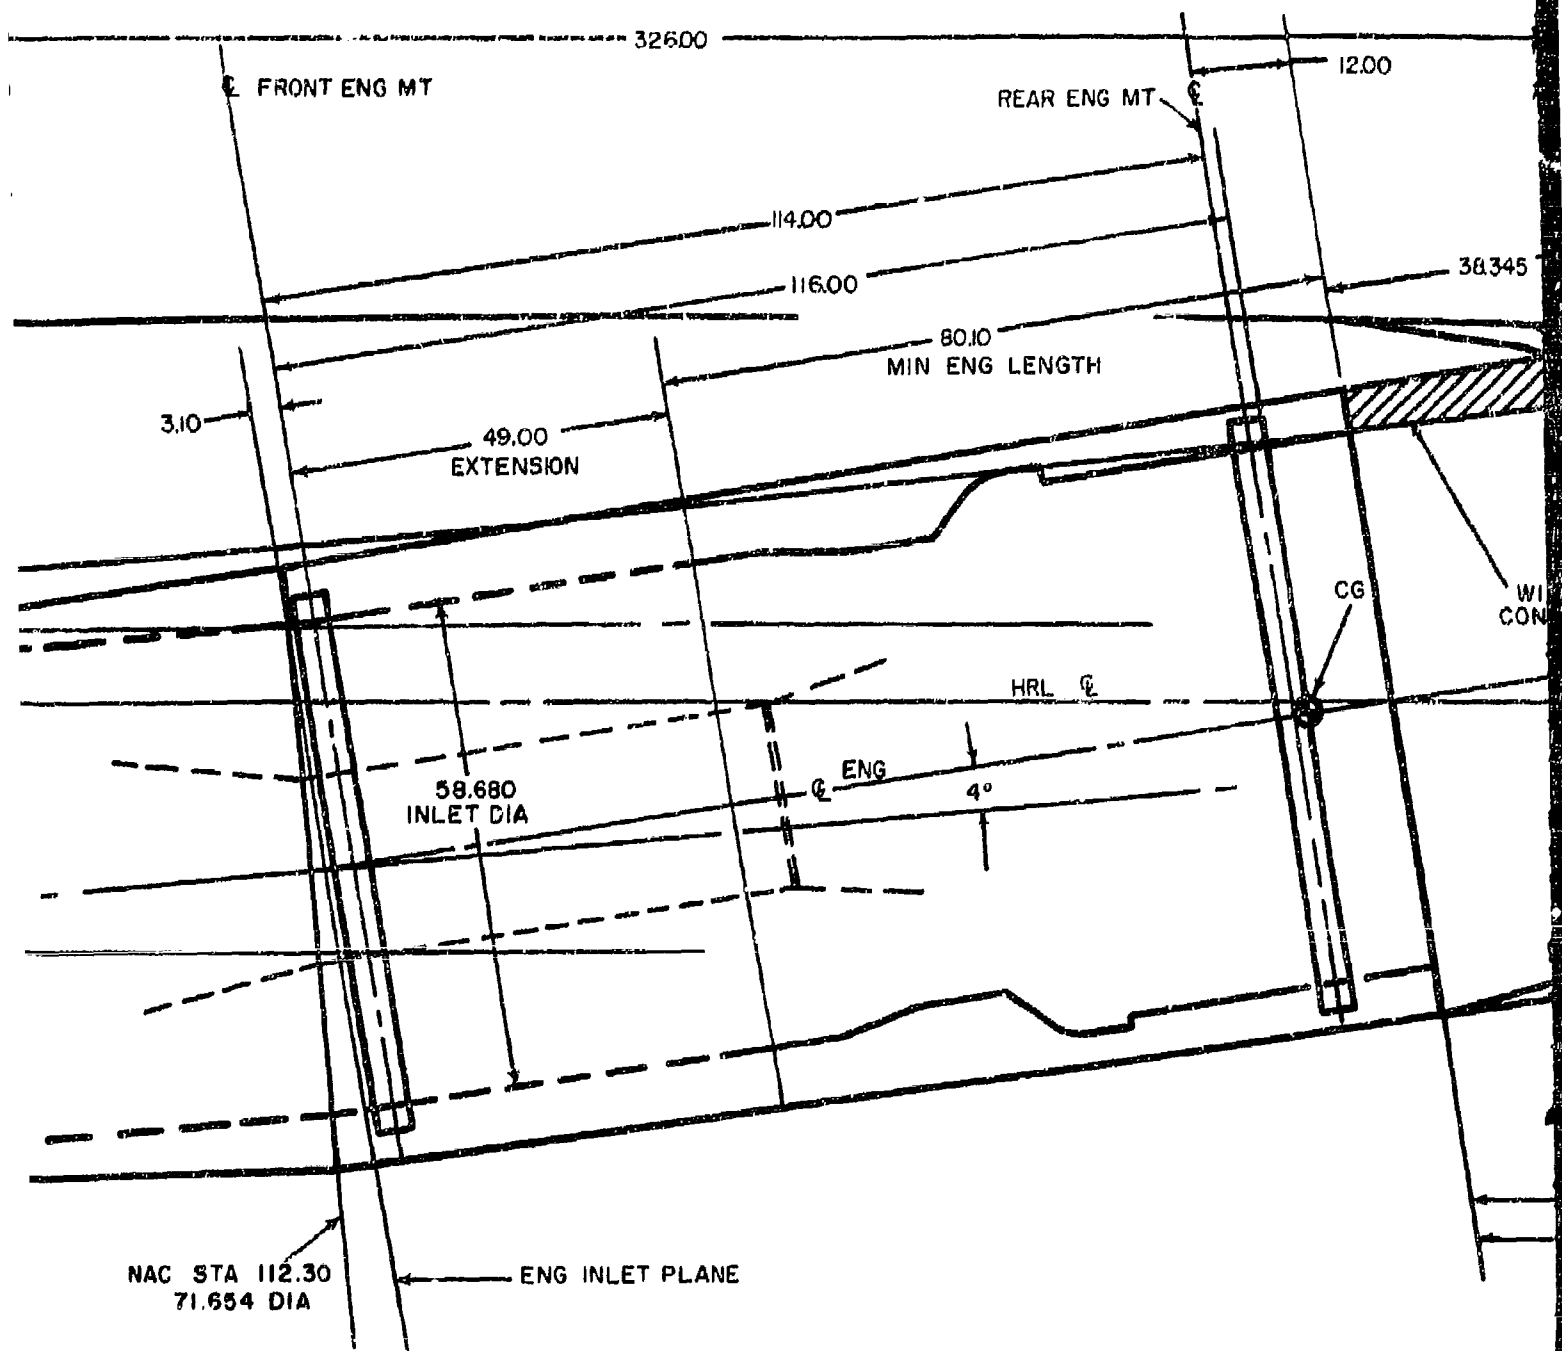 326.00
12.00
℄ FRONT ENG MT
REAR ENG MT ℄
114.00
116.00
38.345
80.10
MIN ENG LENGTH
3.10
49.00
EXTENSION
CG
WI
CON
HRL ℄
℄ ENG
4°
58.680
INLET DIA
NAC STA 112.30
71.654 DIA
ENG INLET PLANE